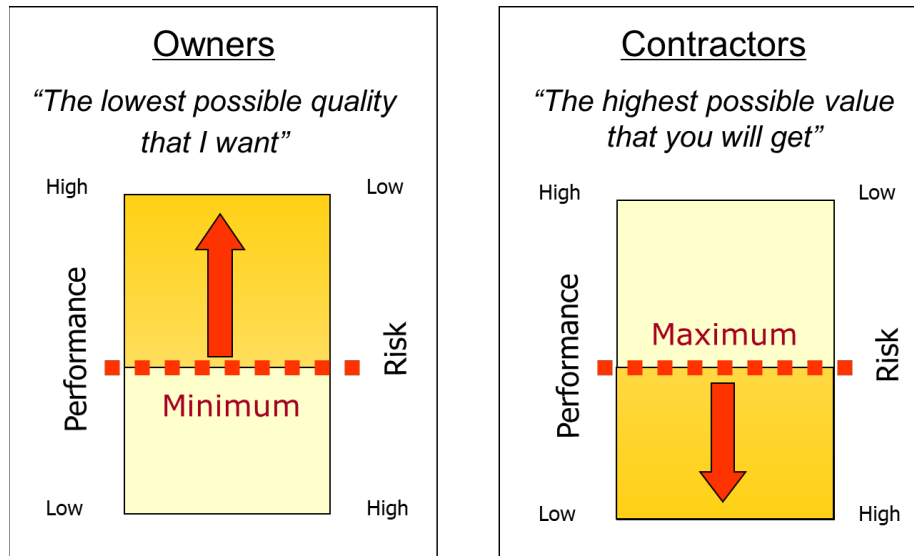 Owners
“The lowest possible quality
that I want”
High
Low
Performance
Risk
Minimum
Low
High
Contractors
“The highest possible value
that you will get”
High
Low
Performance
Maximum
Risk
Low
High